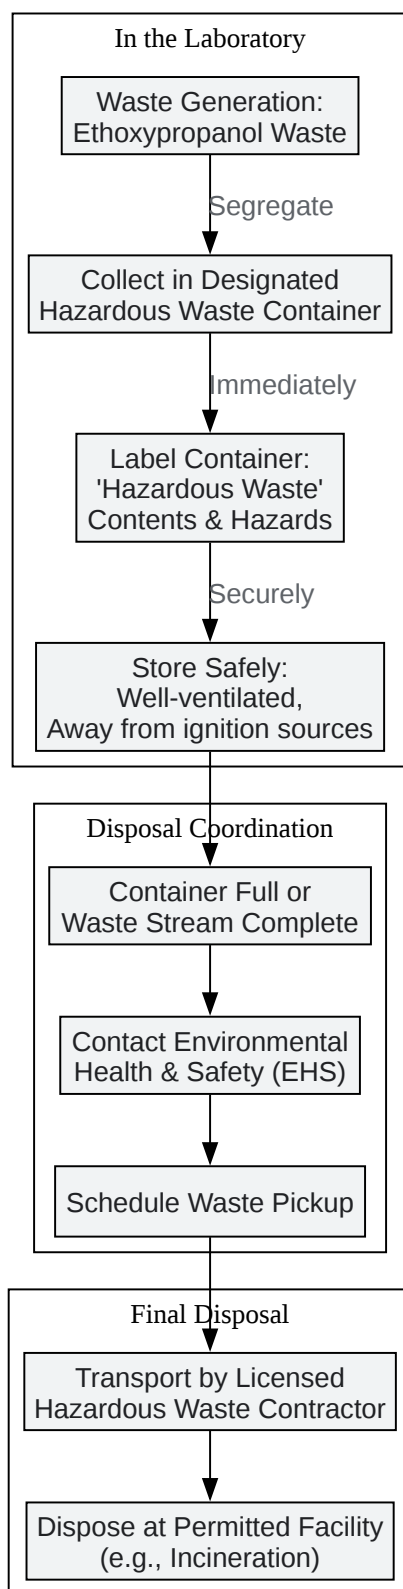 In the Laboratory
Waste Generation:
Ethoxypropanol Waste
Segregate
Collect in Designated
Hazardous Waste Container
Immediately
Label Container:
'Hazardous Waste'
Contents & Hazards
Securely
Store Safely:
Well-ventilated,
Away from ignition sources
Disposal Coordination
Container Full or
Waste Stream Complete
Contact Environmental
Health & Safety (EHS)
Schedule Waste Pickup
Final Disposal
Transport by Licensed
Hazardous Waste Contractor
Dispose at Permitted Facility
(e.g., Incineration)